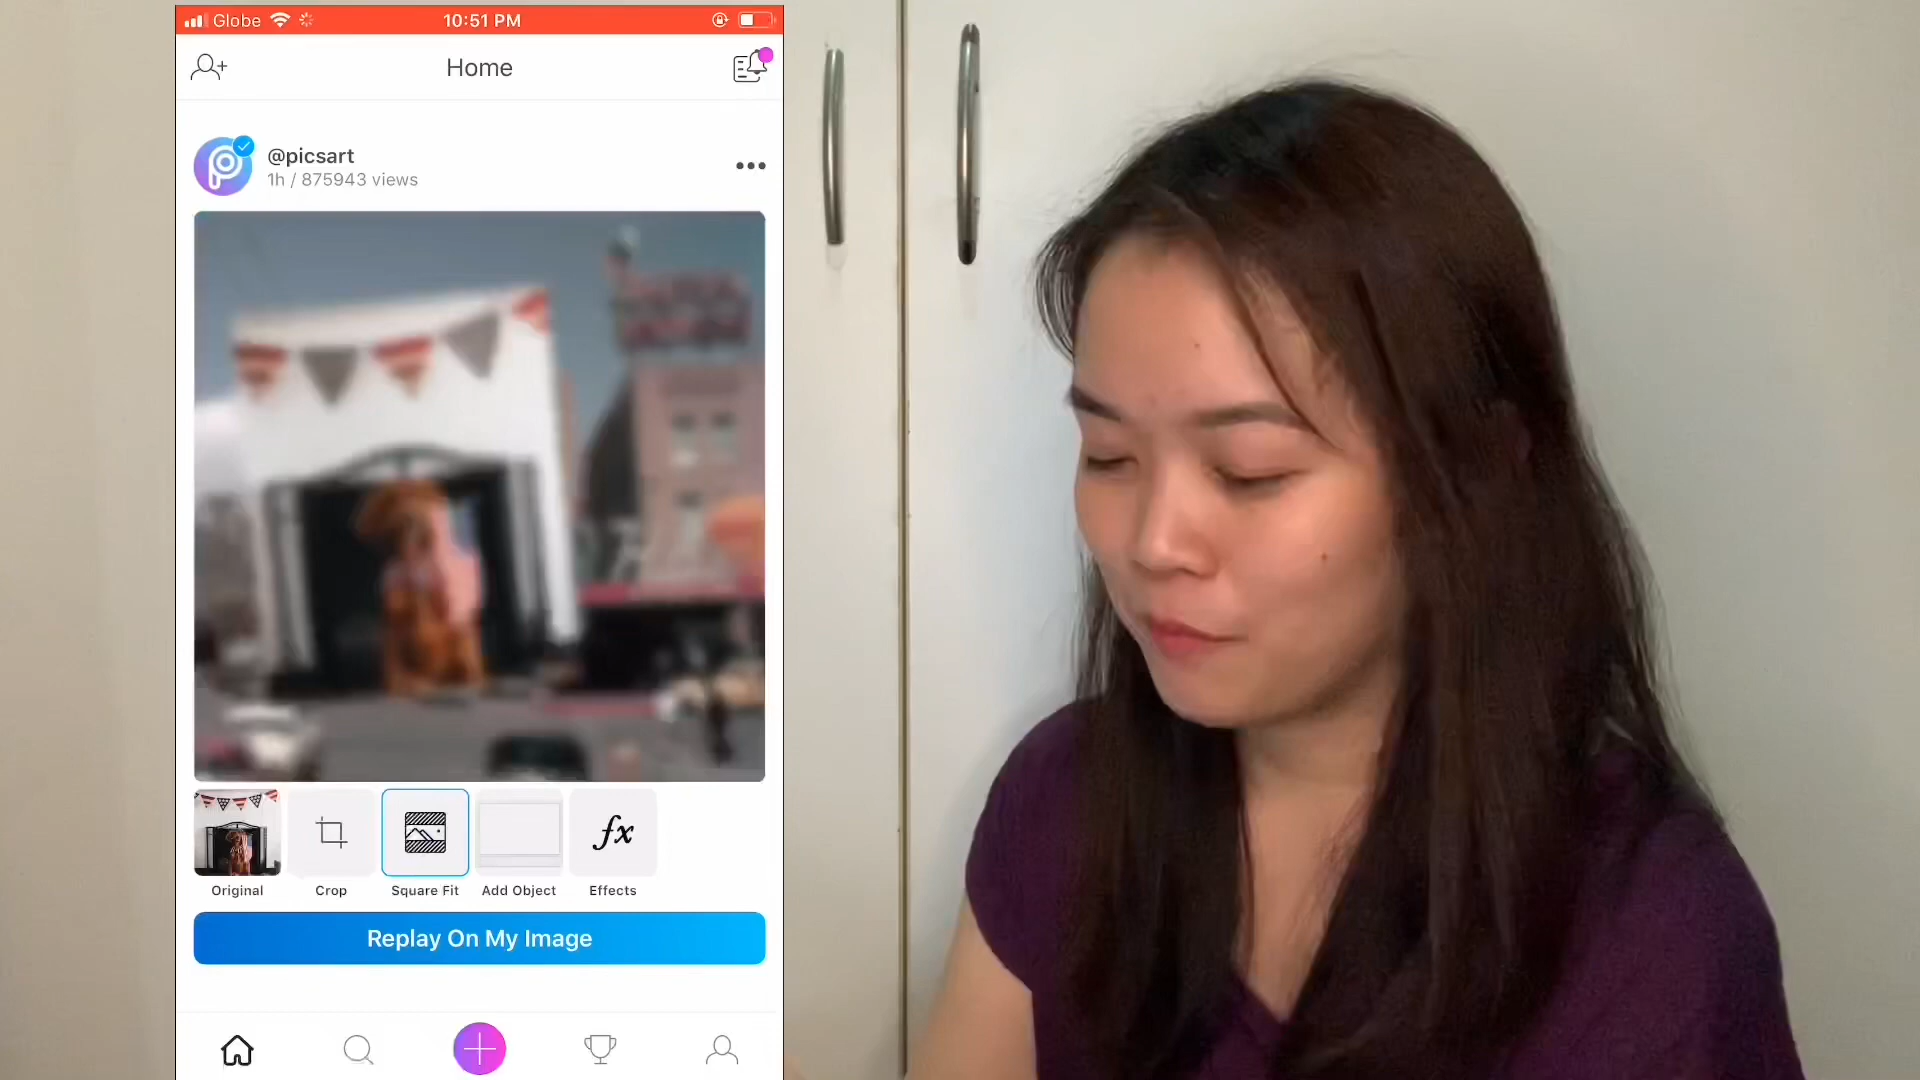 Globe 10:51 PM
Home
@picsart
1h / 875943 views
Original Crop Square Fit Add Object Effects
Replay On My Image